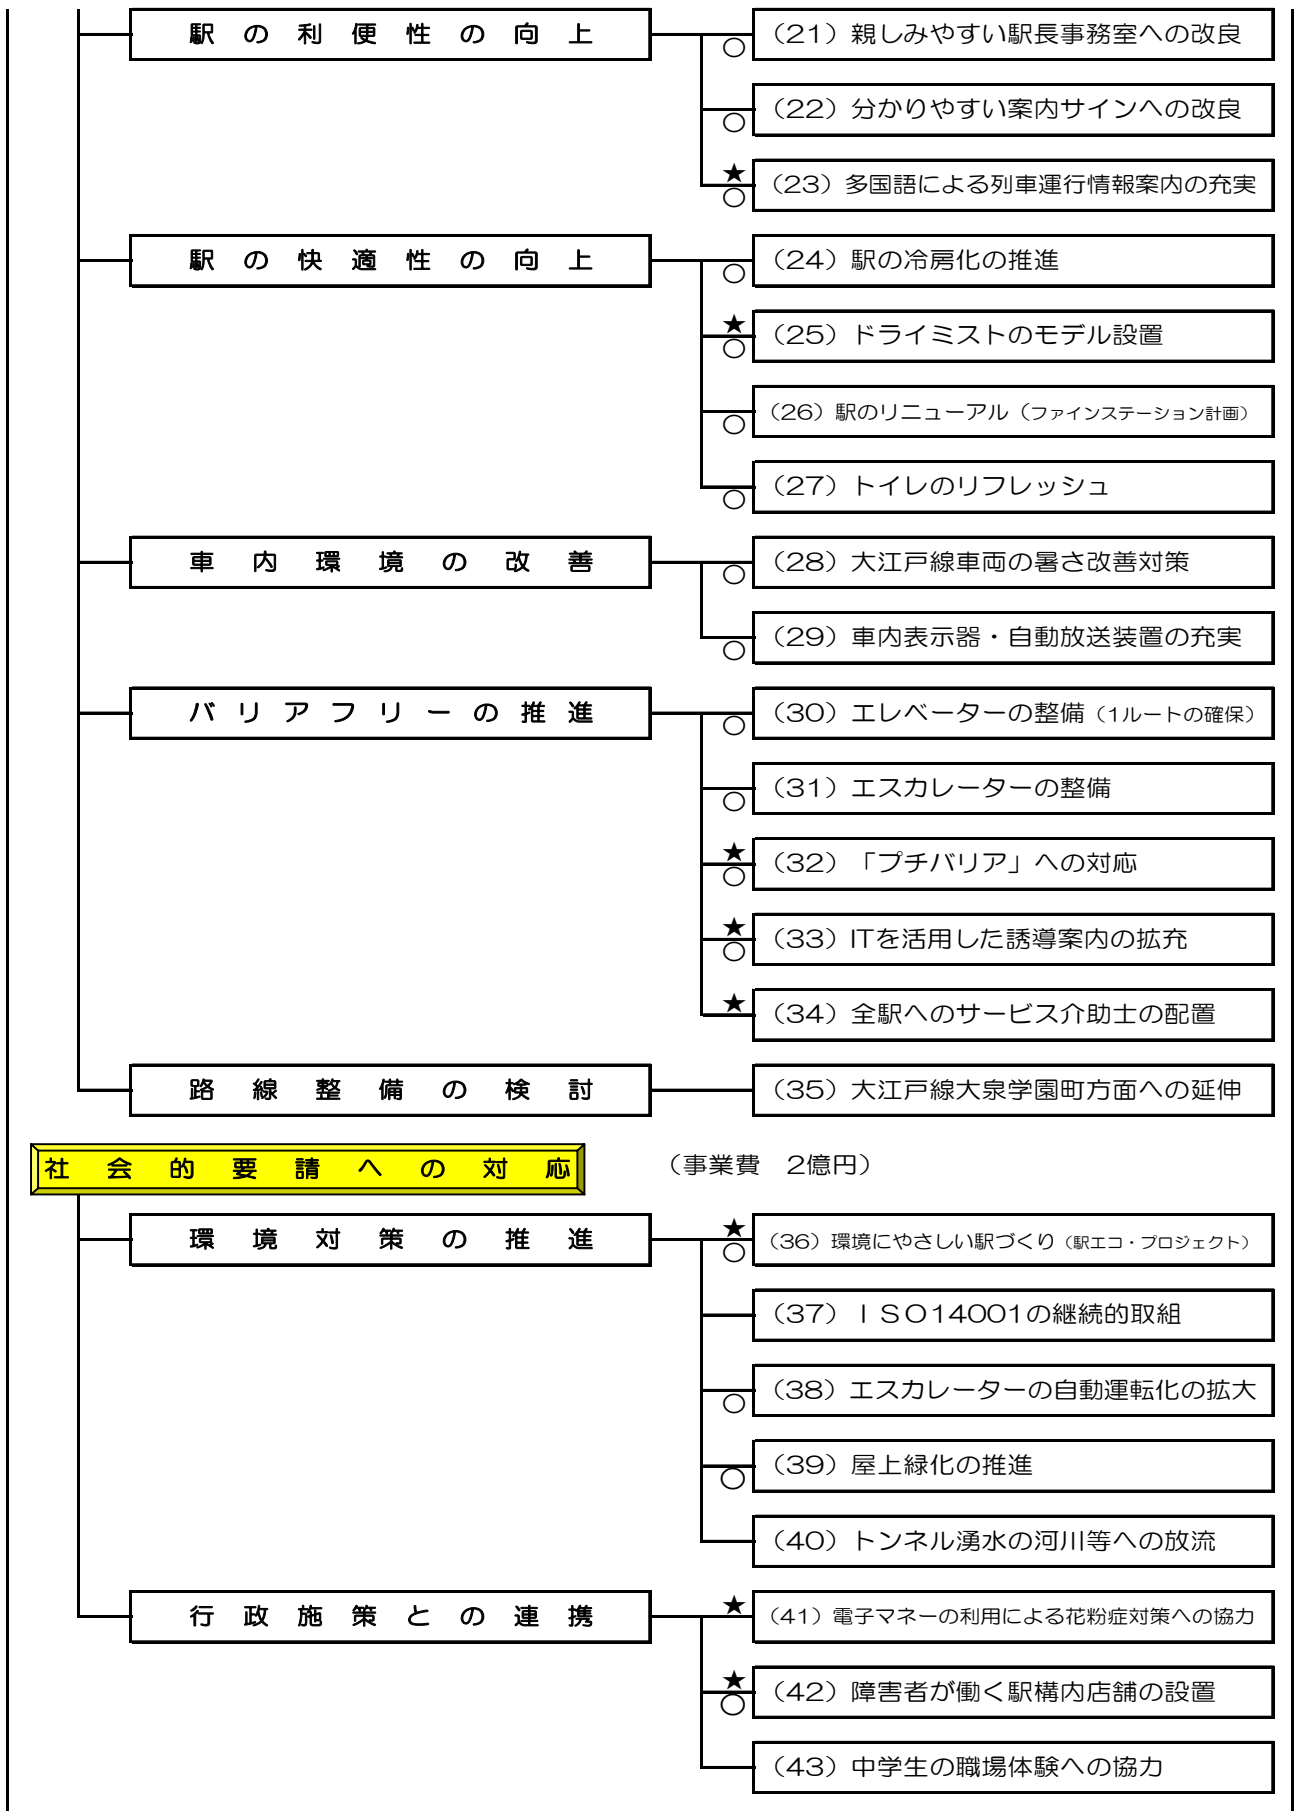 駅の利便性の向上
○ （21）親しみやすい駅長事務室への改良
○ （22）分かりやすい案内サインへの改良
★○ （23）多国語による列車運行情報案内の充実
駅の快適性の向上
○ （24）駅の冷房化の推進
★○ （25）ドライミストのモデル設置
○ （26）駅のリニューアル（ファインステーション計画）
○ （27）トイレのリフレッシュ
車内環境の改善
○ （28）大江戸線車両の暑さ改善対策
○ （29）車内表示器・自動放送装置の充実
バリアフリーの推進
○ （30）エレベーターの整備（1ルートの確保）
○ （31）エスカレーターの整備
★○ （32）「プチバリア」への対応
★○ （33）ITを活用した誘導案内の拡充
★ （34）全駅へのサービス介助士の配置
路線整備の検討
（35）大江戸線大泉学園町方面への延伸
社会的要請への対応
（事業費　2億円）
環境対策の推進
★○ （36）環境にやさしい駅づくり（駅エコ・プロジェクト）
（37）ＩＳＯ14001の継続的取組
○ （38）エスカレーターの自動運転化の拡大
○ （39）屋上緑化の推進
（40）トンネル湧水の河川等への放流
行政施策との連携
★ （41）電子マネーの利用による花粉症対策への協力
★○ （42）障害者が働く駅構内店舗の設置
（43）中学生の職場体験への協力